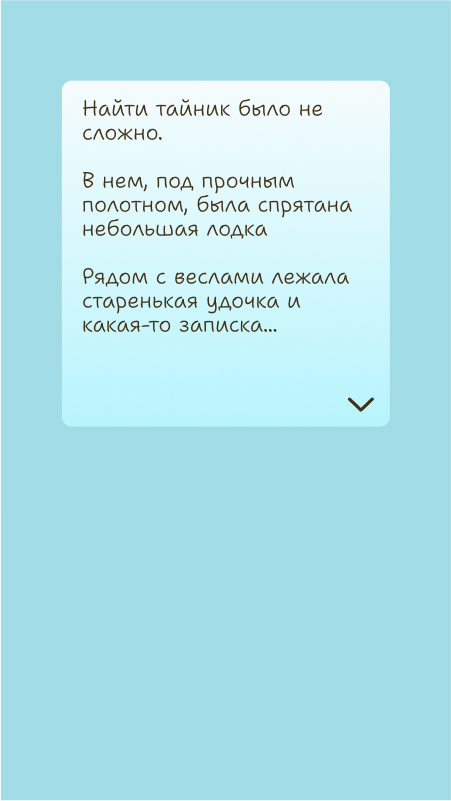 Найти тайник было не
сложно.
В нем, под прочным
полотном, была спрятана
небольшая лодка
Рядом с веслами лежала
старенькая удочка и
какая-то записка...